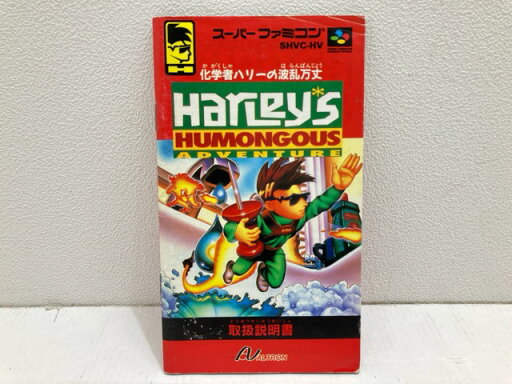 スーパーファミコン
SHVC-HV
か がくしゃ は らんばんじょう
化学者ハリーの波乱万丈
HARLEY'S
HUMONGOUS
ADVENTURE
取扱説明書
ALTRON